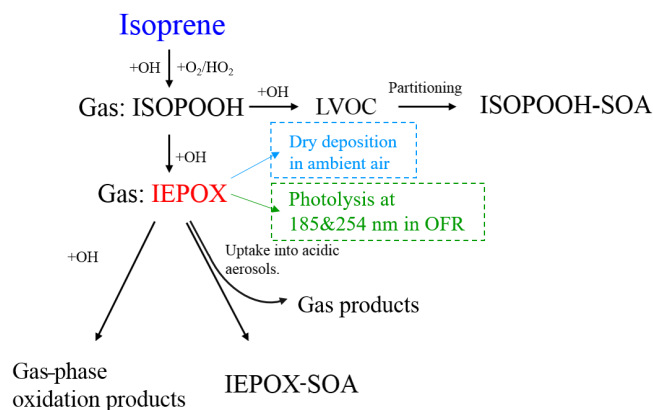 Isoprene
+OH +O₂/HO₂
Gas: ISOPOOH +OH LVOC Partitioning ISOPOOH-SOA
+OH
Dry deposition
in ambient air
Gas: IEPOX
Photolysis at
185&254 nm in OFR
+OH
Uptake into acidic
aerosols.
Gas products
Gas-phase
oxidation products
IEPOX-SOA